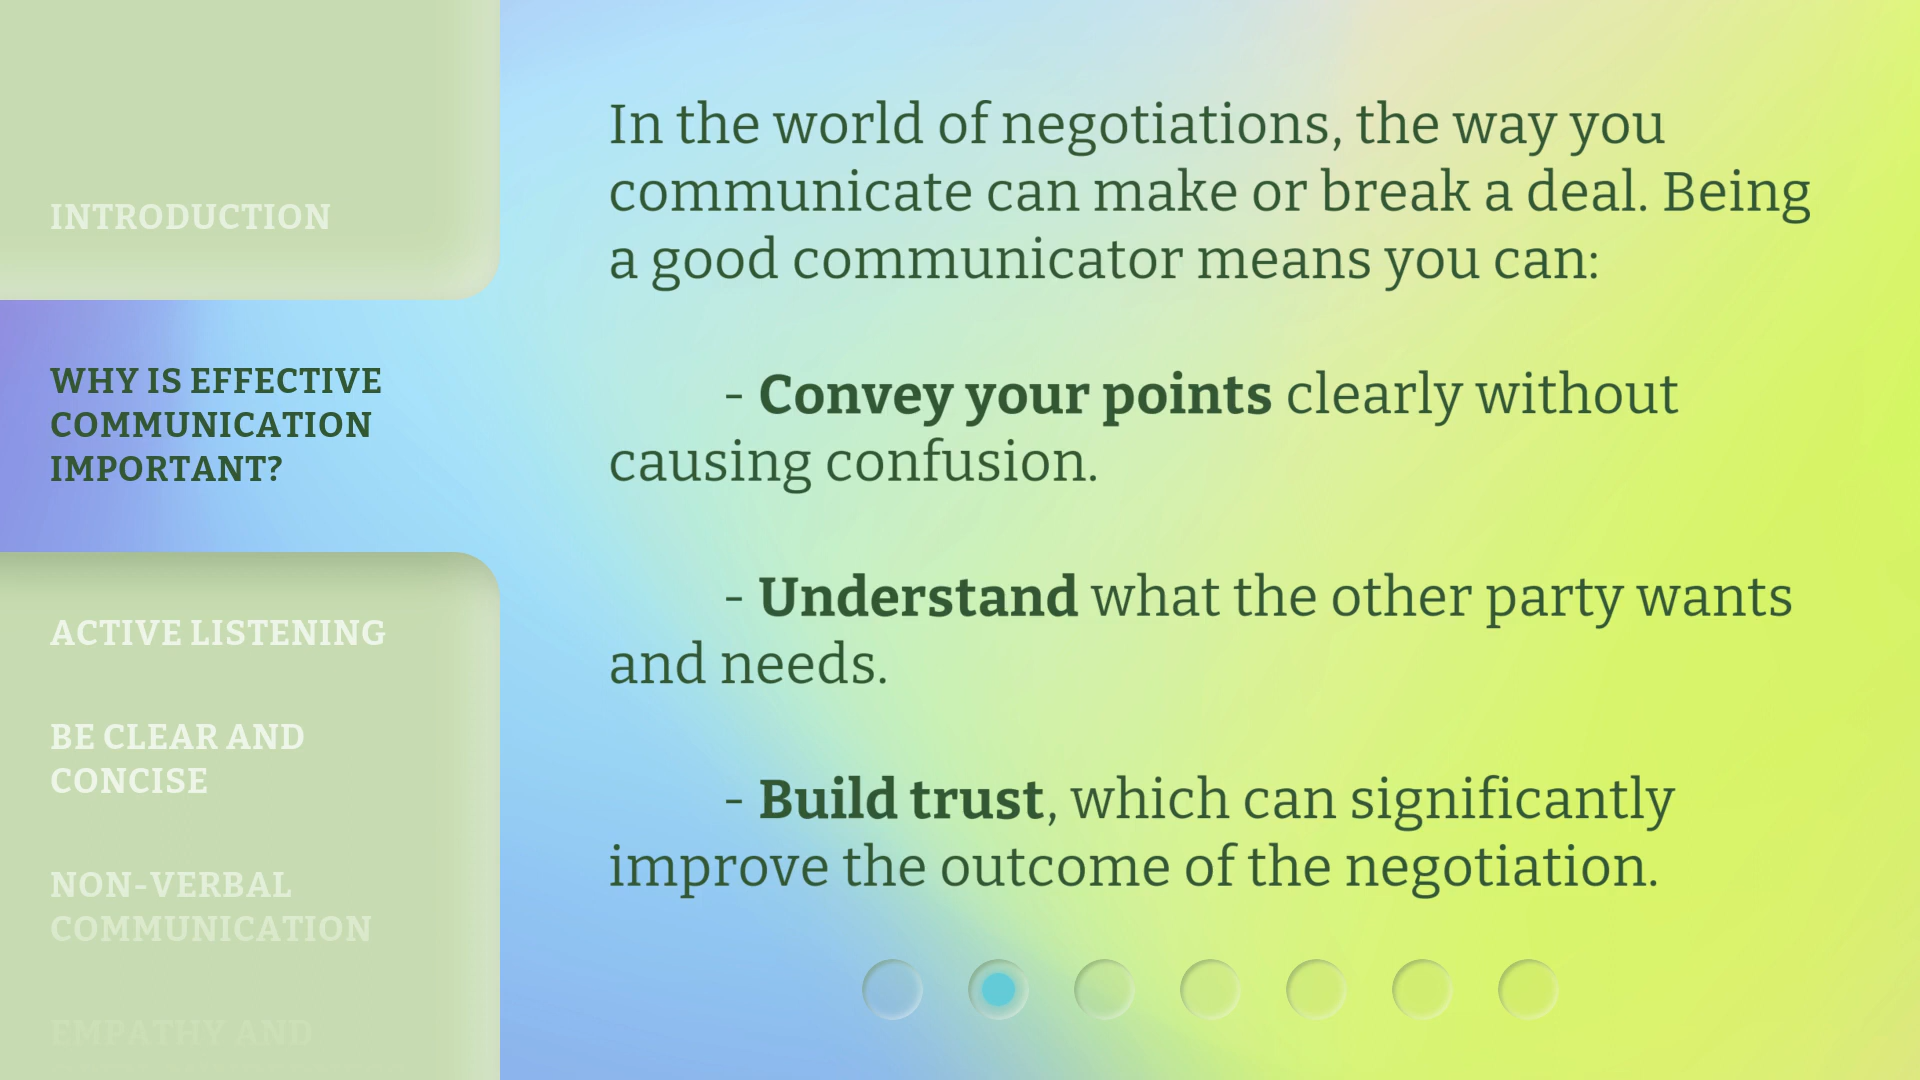 INTRODUCTION
WHY IS EFFECTIVE
COMMUNICATION
IMPORTANT?
ACTIVE LISTENING
BE CLEAR AND
CONCISE
NON-VERBAL
COMMUNICATION
EMPATHY AND
In the world of negotiations, the way you
communicate can make or break a deal. Being
a good communicator means you can:
- Convey your points clearly without
causing confusion.
- Understand what the other party wants
and needs.
- Build trust, which can significantly
improve the outcome of the negotiation.